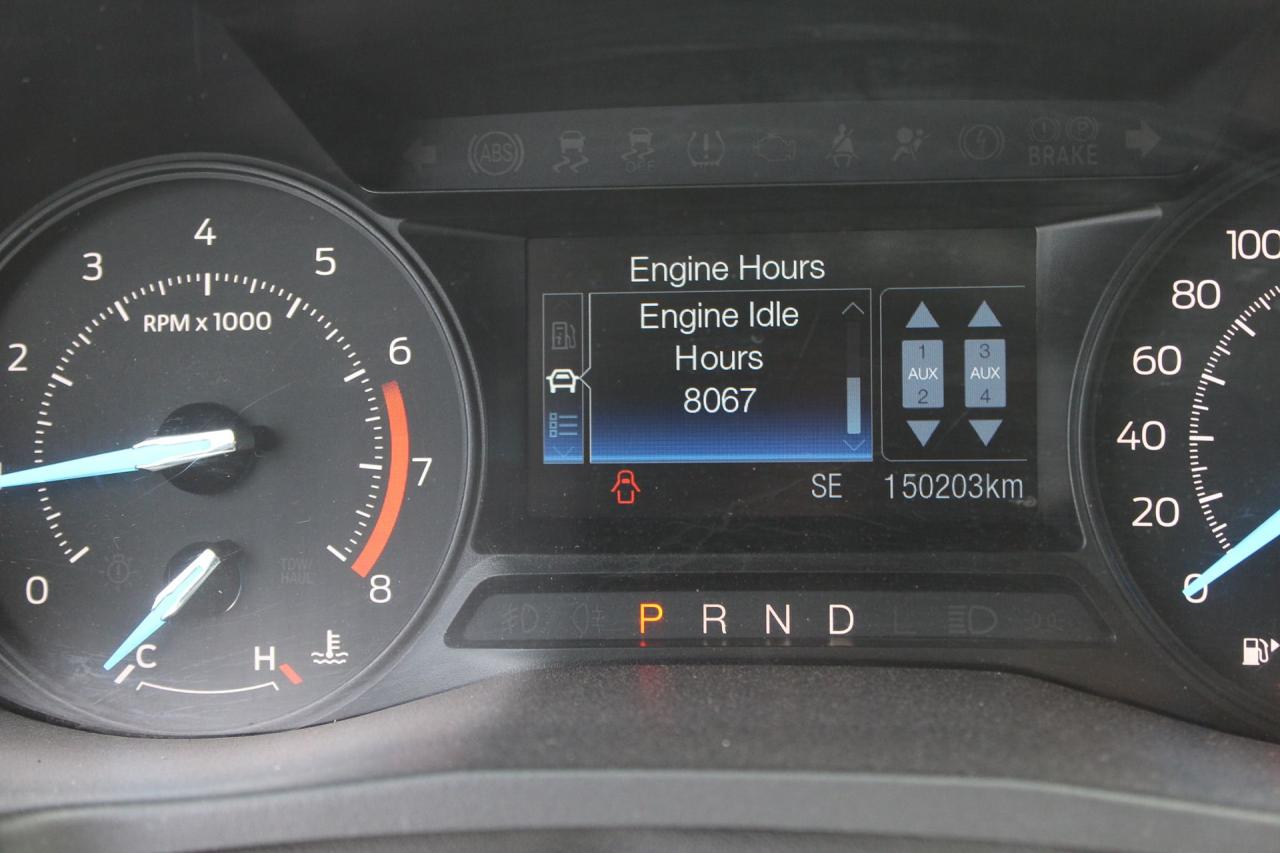 ABS
OFF
BRAKE
4
3
5
RPM x 1000
2
6
7
0
8
TOW/
HAUL
C
H
Engine Hours
Engine Idle
Hours
8067
1
AUX
2
3
AUX
4
SE
150203km
P R N D L
100
80
60
40
20
0